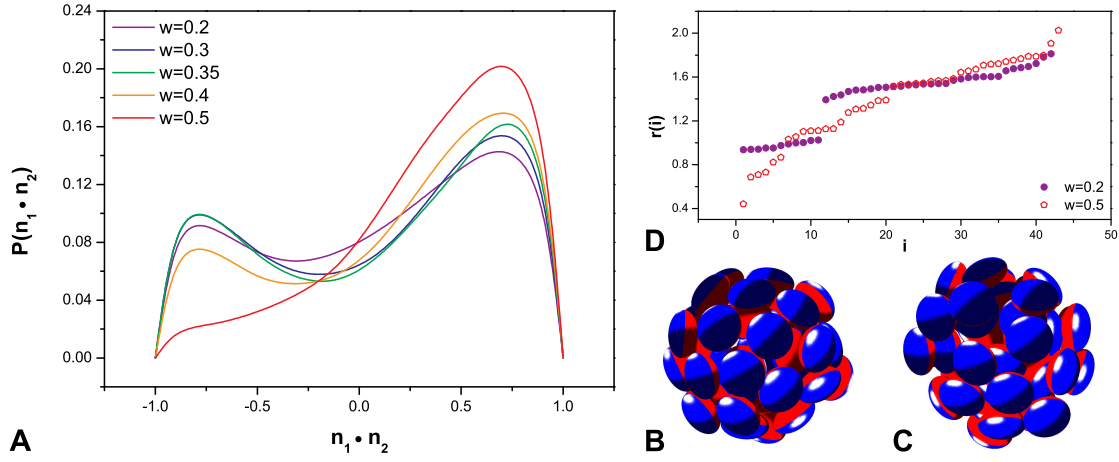 0.24
0.20
0.16
0.12
0.08
0.04
0.00
P(n1 • n2)
w=0.2
w=0.3
w=0.35
w=0.4
w=0.5
-1.0 -0.5 0.0 0.5 1.0
n1 • n2
A
2.0
1.6
1.2
0.8
0.4
r(i)
w=0.2
w=0.5
0 10 20 30 40 50
i
D
B
C